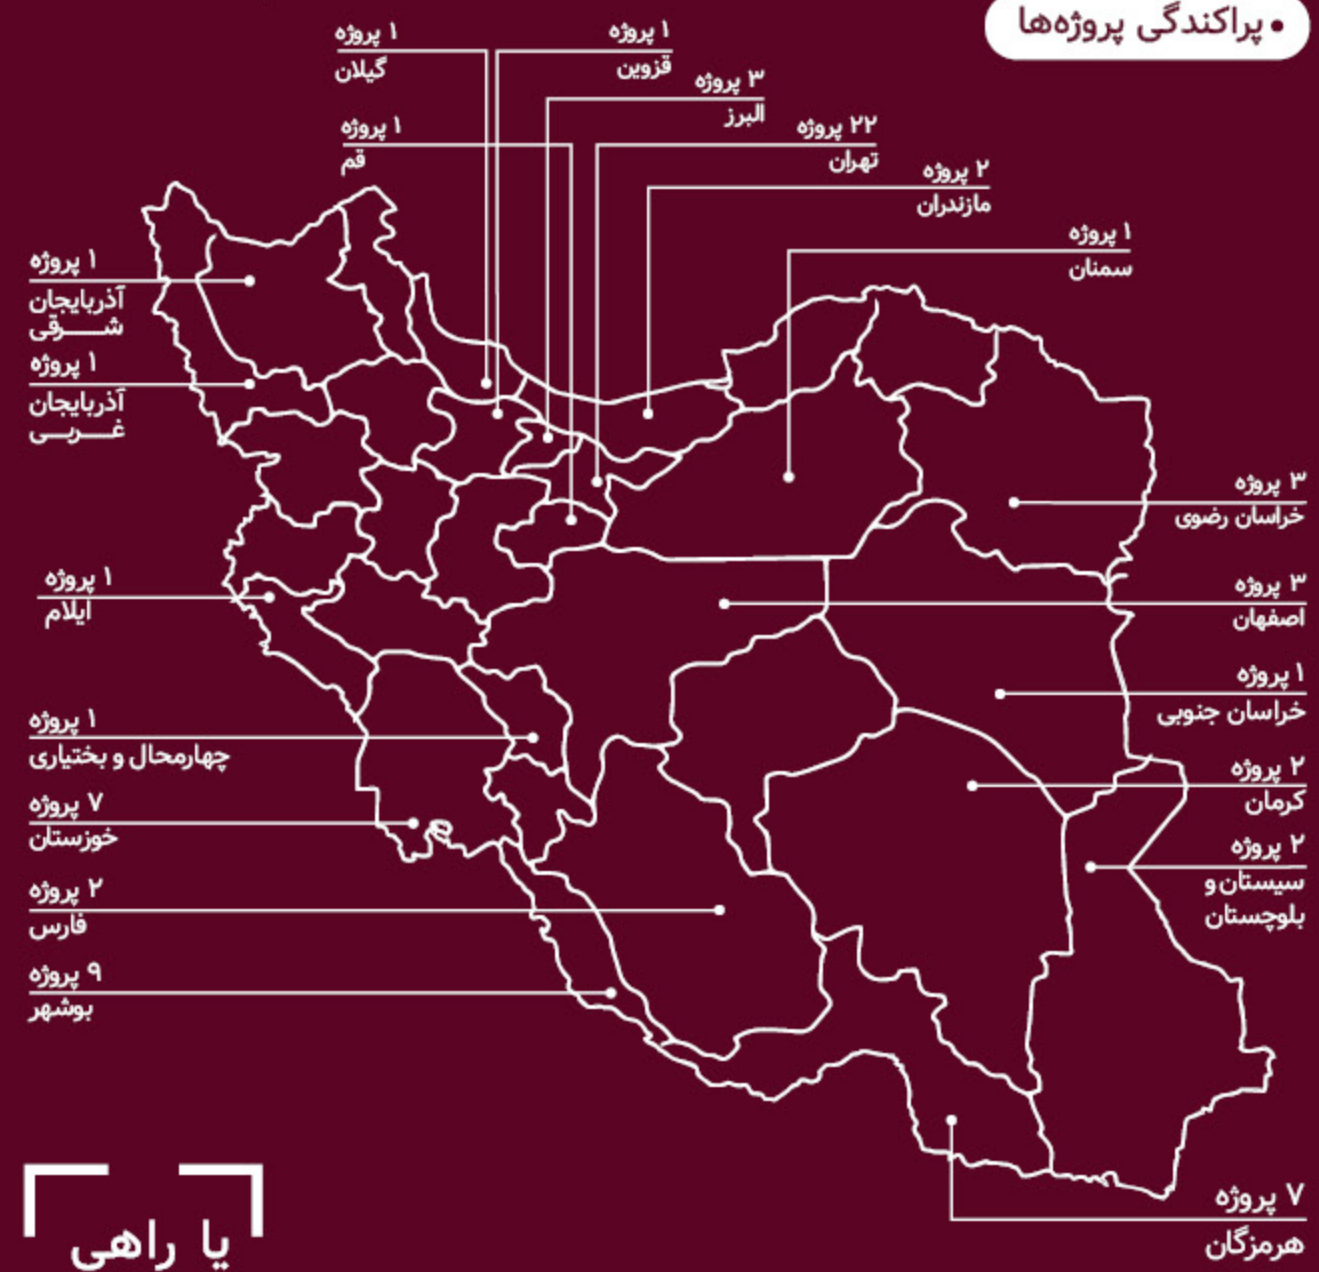 • پراکندگی پروژه‌ها
۱ پروژه
گیلان
۱ پروژه
قزوین
۳ پروژه
البرز
۱ پروژه
قم
۲۲ پروژه
تهران
۲ پروژه
مازندران
۱ پروژه
سمنان
۱ پروژه
آذربایجان
شـــرقی
۱ پروژه
آذربایجان
غـــربـی
۳ پروژه
خراسان رضوی
۱ پروژه
ایلام
۳ پروژه
اصفهان
۱ پروژه
خراسان جنوبی
۱ پروژه
چهارمحال و بختیاری
۲ پروژه
کرمان
۷ پروژه
خوزستان
۲ پروژه
سیستان و
بلوچستان
۲ پروژه
فارس
۹ پروژه
بوشهر
۷ پروژه
هرمزگان
یا راهی